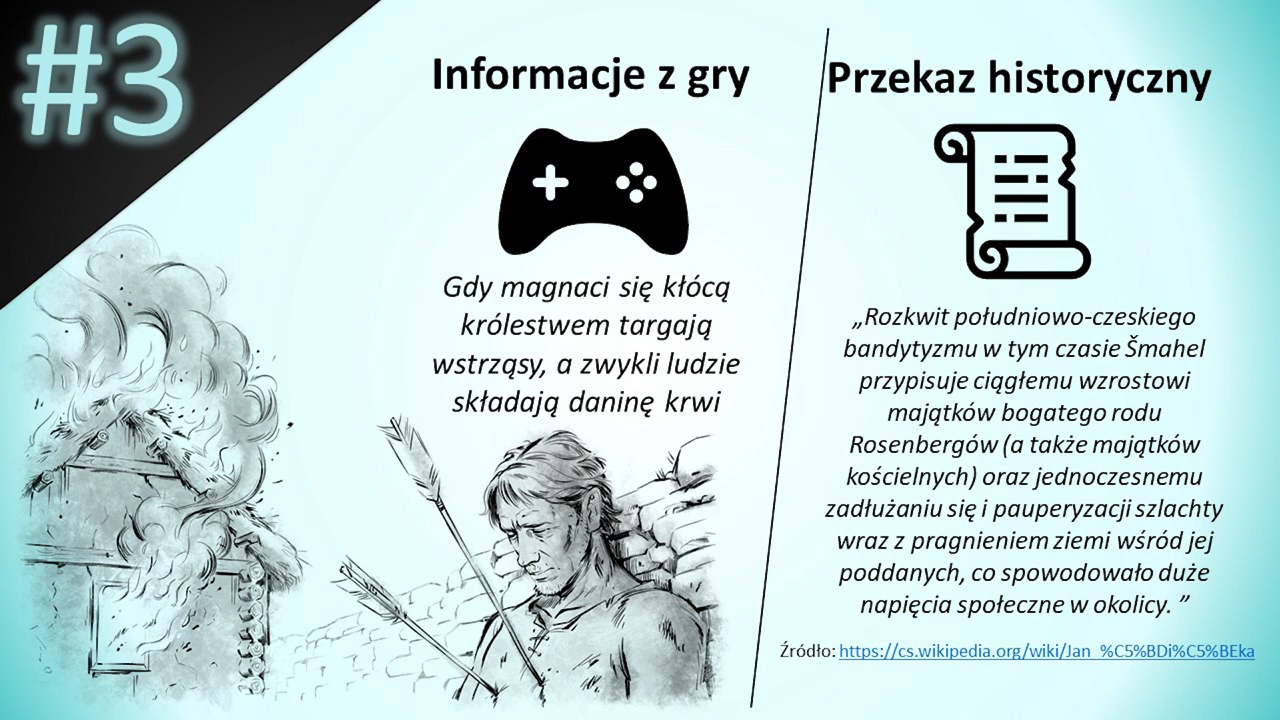 #3
Informacje z gry
Gdy magnaci się kłócą
królestwem targają
wstrząsy, a zwykli ludzie
składają daninę krwi
Przekaz historyczny
„Rozkwit południowo-czeskiego
bandytyzmu w tym czasie Šmahel
przypisuje ciągłemu wzrostowi
majątków bogatego rodu
Rosenbergów (a także majątków
kościelnych) oraz jednoczesnemu
zadłużaniu się i pauperyzacji szlachty
wraz z pragnieniem ziemi wśród jej
poddanych, co spowodowało duże
napięcia społeczne w okolicy. ”
Źródło: https://cs.wikipedia.org/wiki/Jan_%C5%BDi%C5%BEka